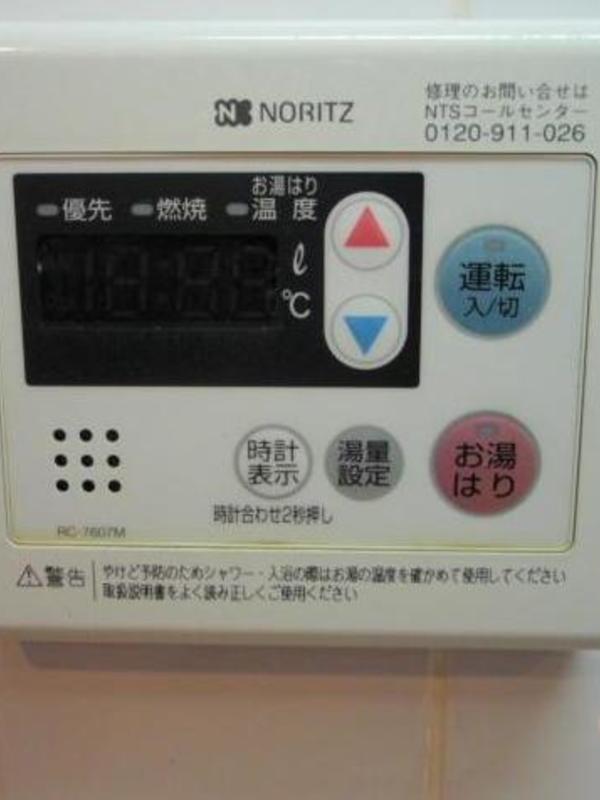 NORITZ
修理のお問い合せは
NTSコールセンター
0120-911-026
お湯はり
優先 燃焼 温度
ℓ
℃
運転
入/切
時計
表示
湯量
設定
お湯
はり
時計合わせ2秒押し
RC-7607M
警告
やけど予防のためシャワー・入浴の際はお湯の温度を確かめて使用してください
取扱説明書をよく読み正しくご使用ください